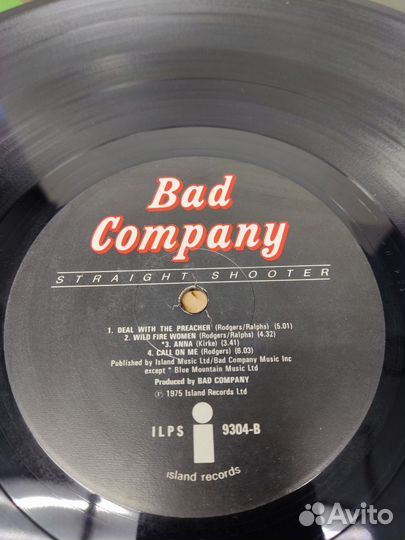 Bad
Company
STRAIGHT SHOOTER
1. DEAL WITH THE PREACHER (Rodgers/Ralphs) (5.01)
2. WILD FIRE WOMEN (Rodgers/Ralphs) (4.32)
*3. ANNA (Kirke) (3.41)
4. CALL ON ME (Rodgers) (6.03)
Published by Island Music Ltd/Bad Company Music Inc
except * Blue Mountain Music Ltd
Produced by BAD COMPANY
℗ 1975 Island Records Ltd
ILPS 9304-B
island records
Avito